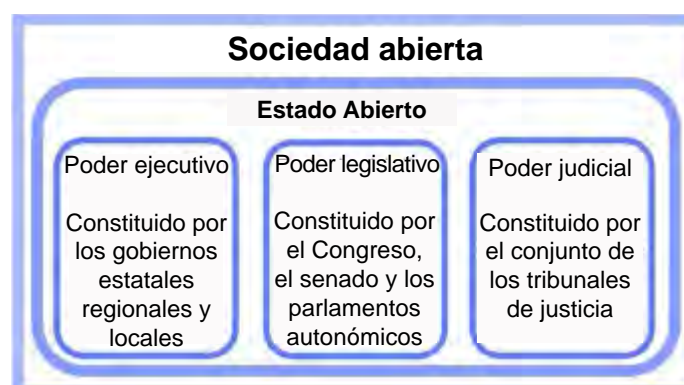 Sociedad abierta
Estado Abierto
Poder ejecutivo
Constituido por
los gobiernos
estatales
regionales y
locales
Poder legislativo
Constituido por
el Congreso,
el senado y los
parlamentos
autonómicos
Poder judicial
Constituido por
el conjunto de
los tribunales
de justicia